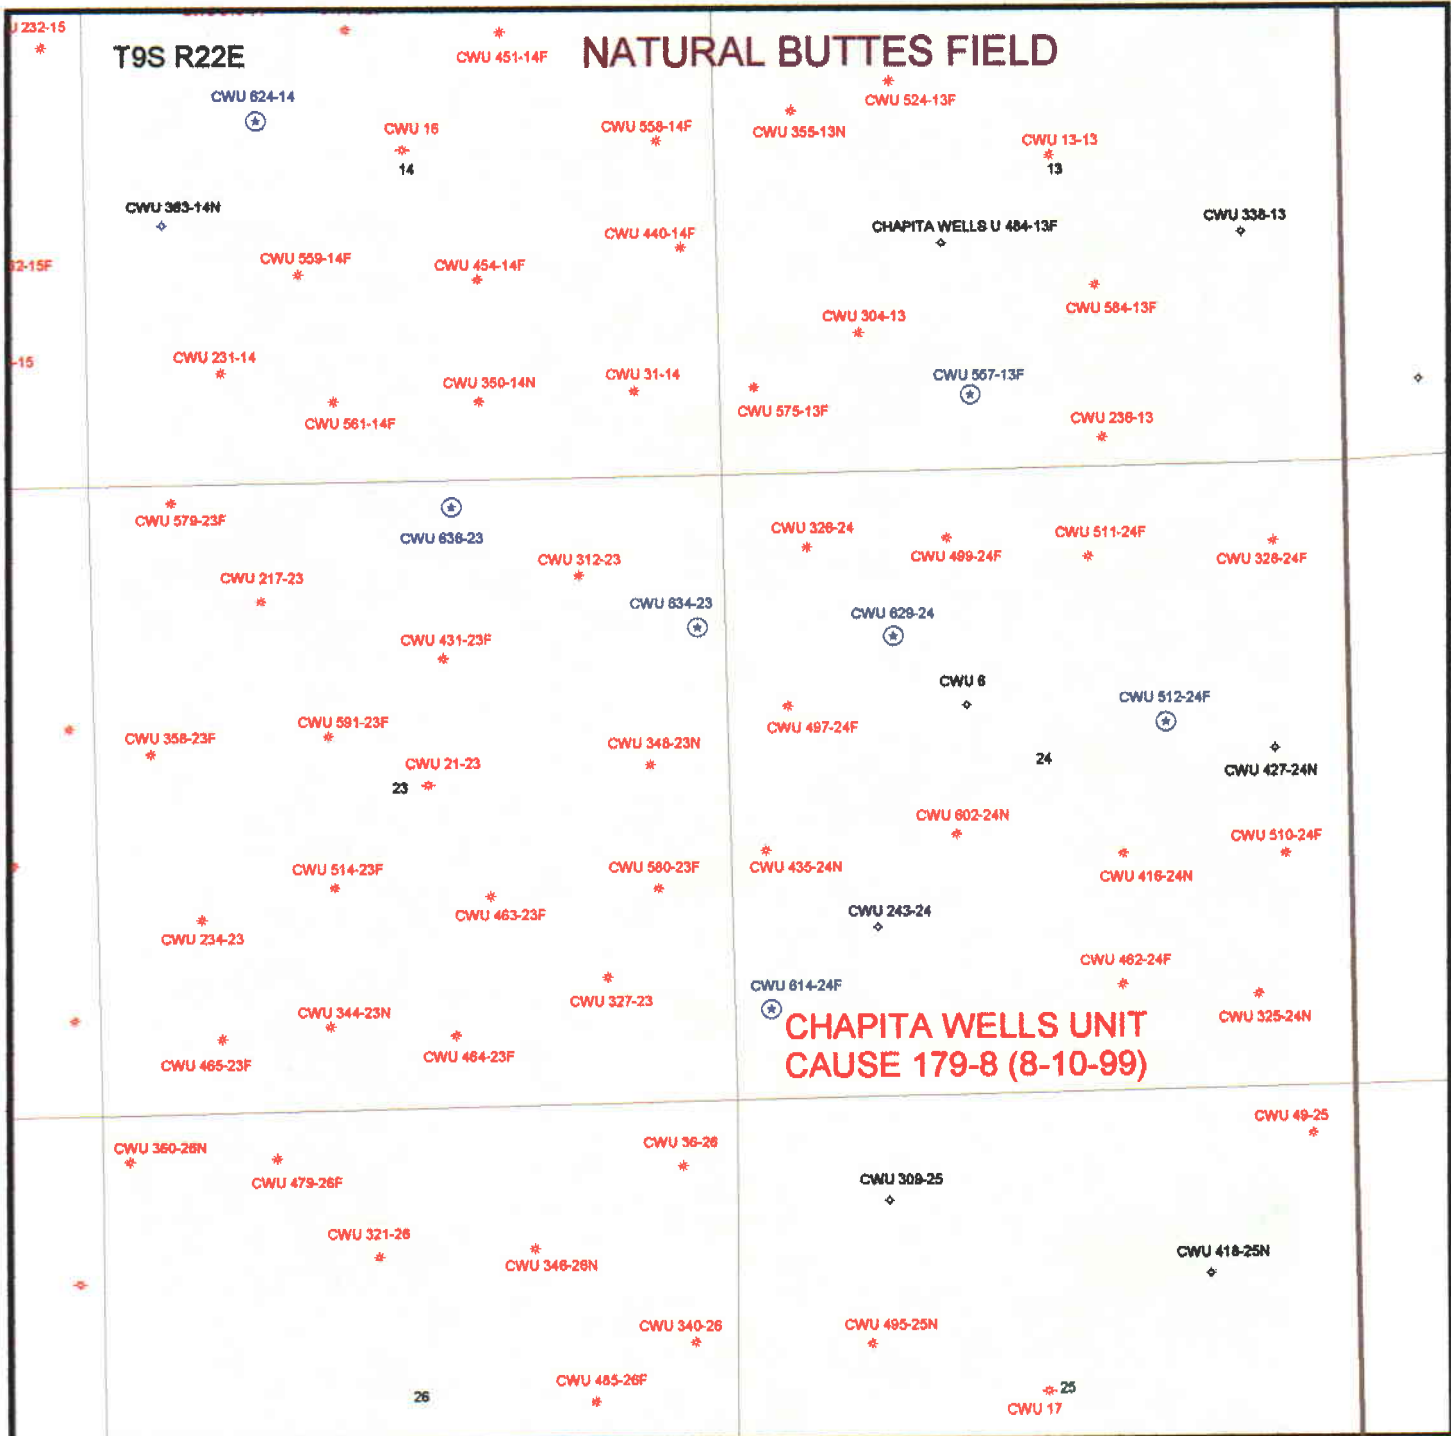 U 232-15
T9S R22E
CWU 451-14F
NATURAL BUTTES FIELD
CWU 624-14
CWU 16
14
CWU 558-14F
CWU 355-13N
CWU 524-13F
CWU 13-13
13
CWU 363-14N
CWU 440-14F
CHAPITA WELLS U 484-13F
CWU 338-13
32-15F
CWU 559-14F
CWU 454-14F
CWU 304-13
CWU 584-13F
-15
CWU 231-14
CWU 350-14N
CWU 31-14
CWU 557-13F
CWU 561-14F
CWU 575-13F
CWU 236-13
CWU 579-23F
CWU 636-23
CWU 312-23
CWU 326-24
CWU 499-24F
CWU 511-24F
CWU 328-24F
CWU 217-23
CWU 634-23
CWU 629-24
CWU 431-23F
CWU 6
CWU 512-24F
CWU 358-23F
CWU 591-23F
CWU 348-23N
CWU 497-24F
CWU 21-23
23
24
CWU 427-24N
CWU 602-24N
CWU 510-24F
CWU 514-23F
CWU 580-23F
CWU 435-24N
CWU 416-24N
CWU 463-23F
CWU 243-24
CWU 234-23
CWU 462-24F
CWU 327-23
CWU 614-24F
CWU 344-23N
CWU 325-24N
CHAPITA WELLS UNIT
CAUSE 179-8 (8-10-99)
CWU 465-23F
CWU 464-23F
CWU 49-25
CWU 360-26N
CWU 36-26
CWU 479-26F
CWU 309-25
CWU 321-26
CWU 346-26N
CWU 418-25N
CWU 340-26
CWU 495-25N
CWU 485-26F
26
25
CWU 17